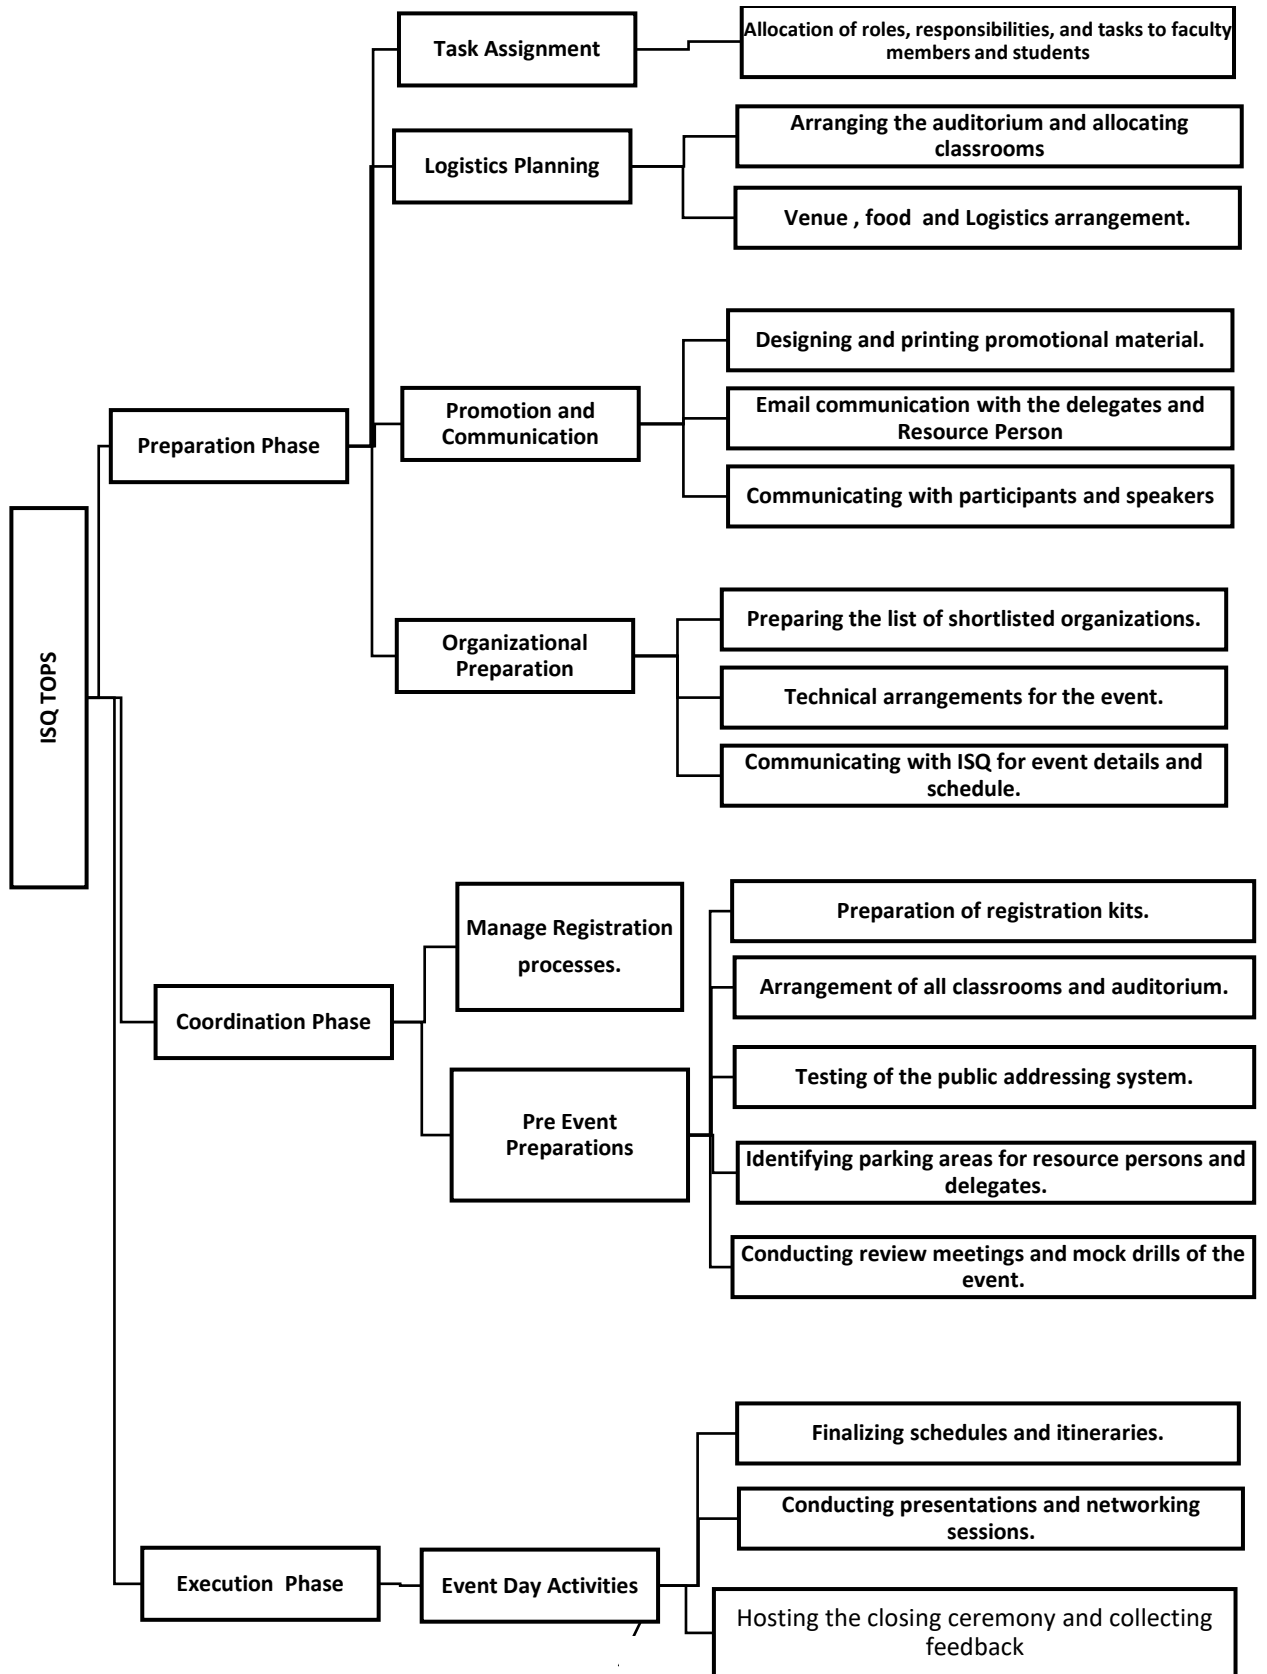 Task Assignment
Allocation of roles, responsibilities, and tasks to faculty
members and students
Logistics Planning
Arranging the auditorium and allocating
classrooms
Venue , food and Logistics arrangement.
Preparation Phase
Promotion and
Communication
Designing and printing promotional material.
Email communication with the delegates and
Resource Person
Communicating with participants and speakers
ISQ TOPS
Organizational
Preparation
Preparing the list of shortlisted organizations.
Technical arrangements for the event.
Communicating with ISQ for event details and
schedule.
Coordination Phase
Manage Registration
processes.
Pre Event
Preparations
Preparation of registration kits.
Arrangement of all classrooms and auditorium.
Testing of the public addressing system.
Identifying parking areas for resource persons and
delegates.
Conducting review meetings and mock drills of the
event.
Execution Phase
Event Day Activities
Finalizing schedules and itineraries.
Conducting presentations and networking
sessions.
Hosting the closing ceremony and collecting
feedback